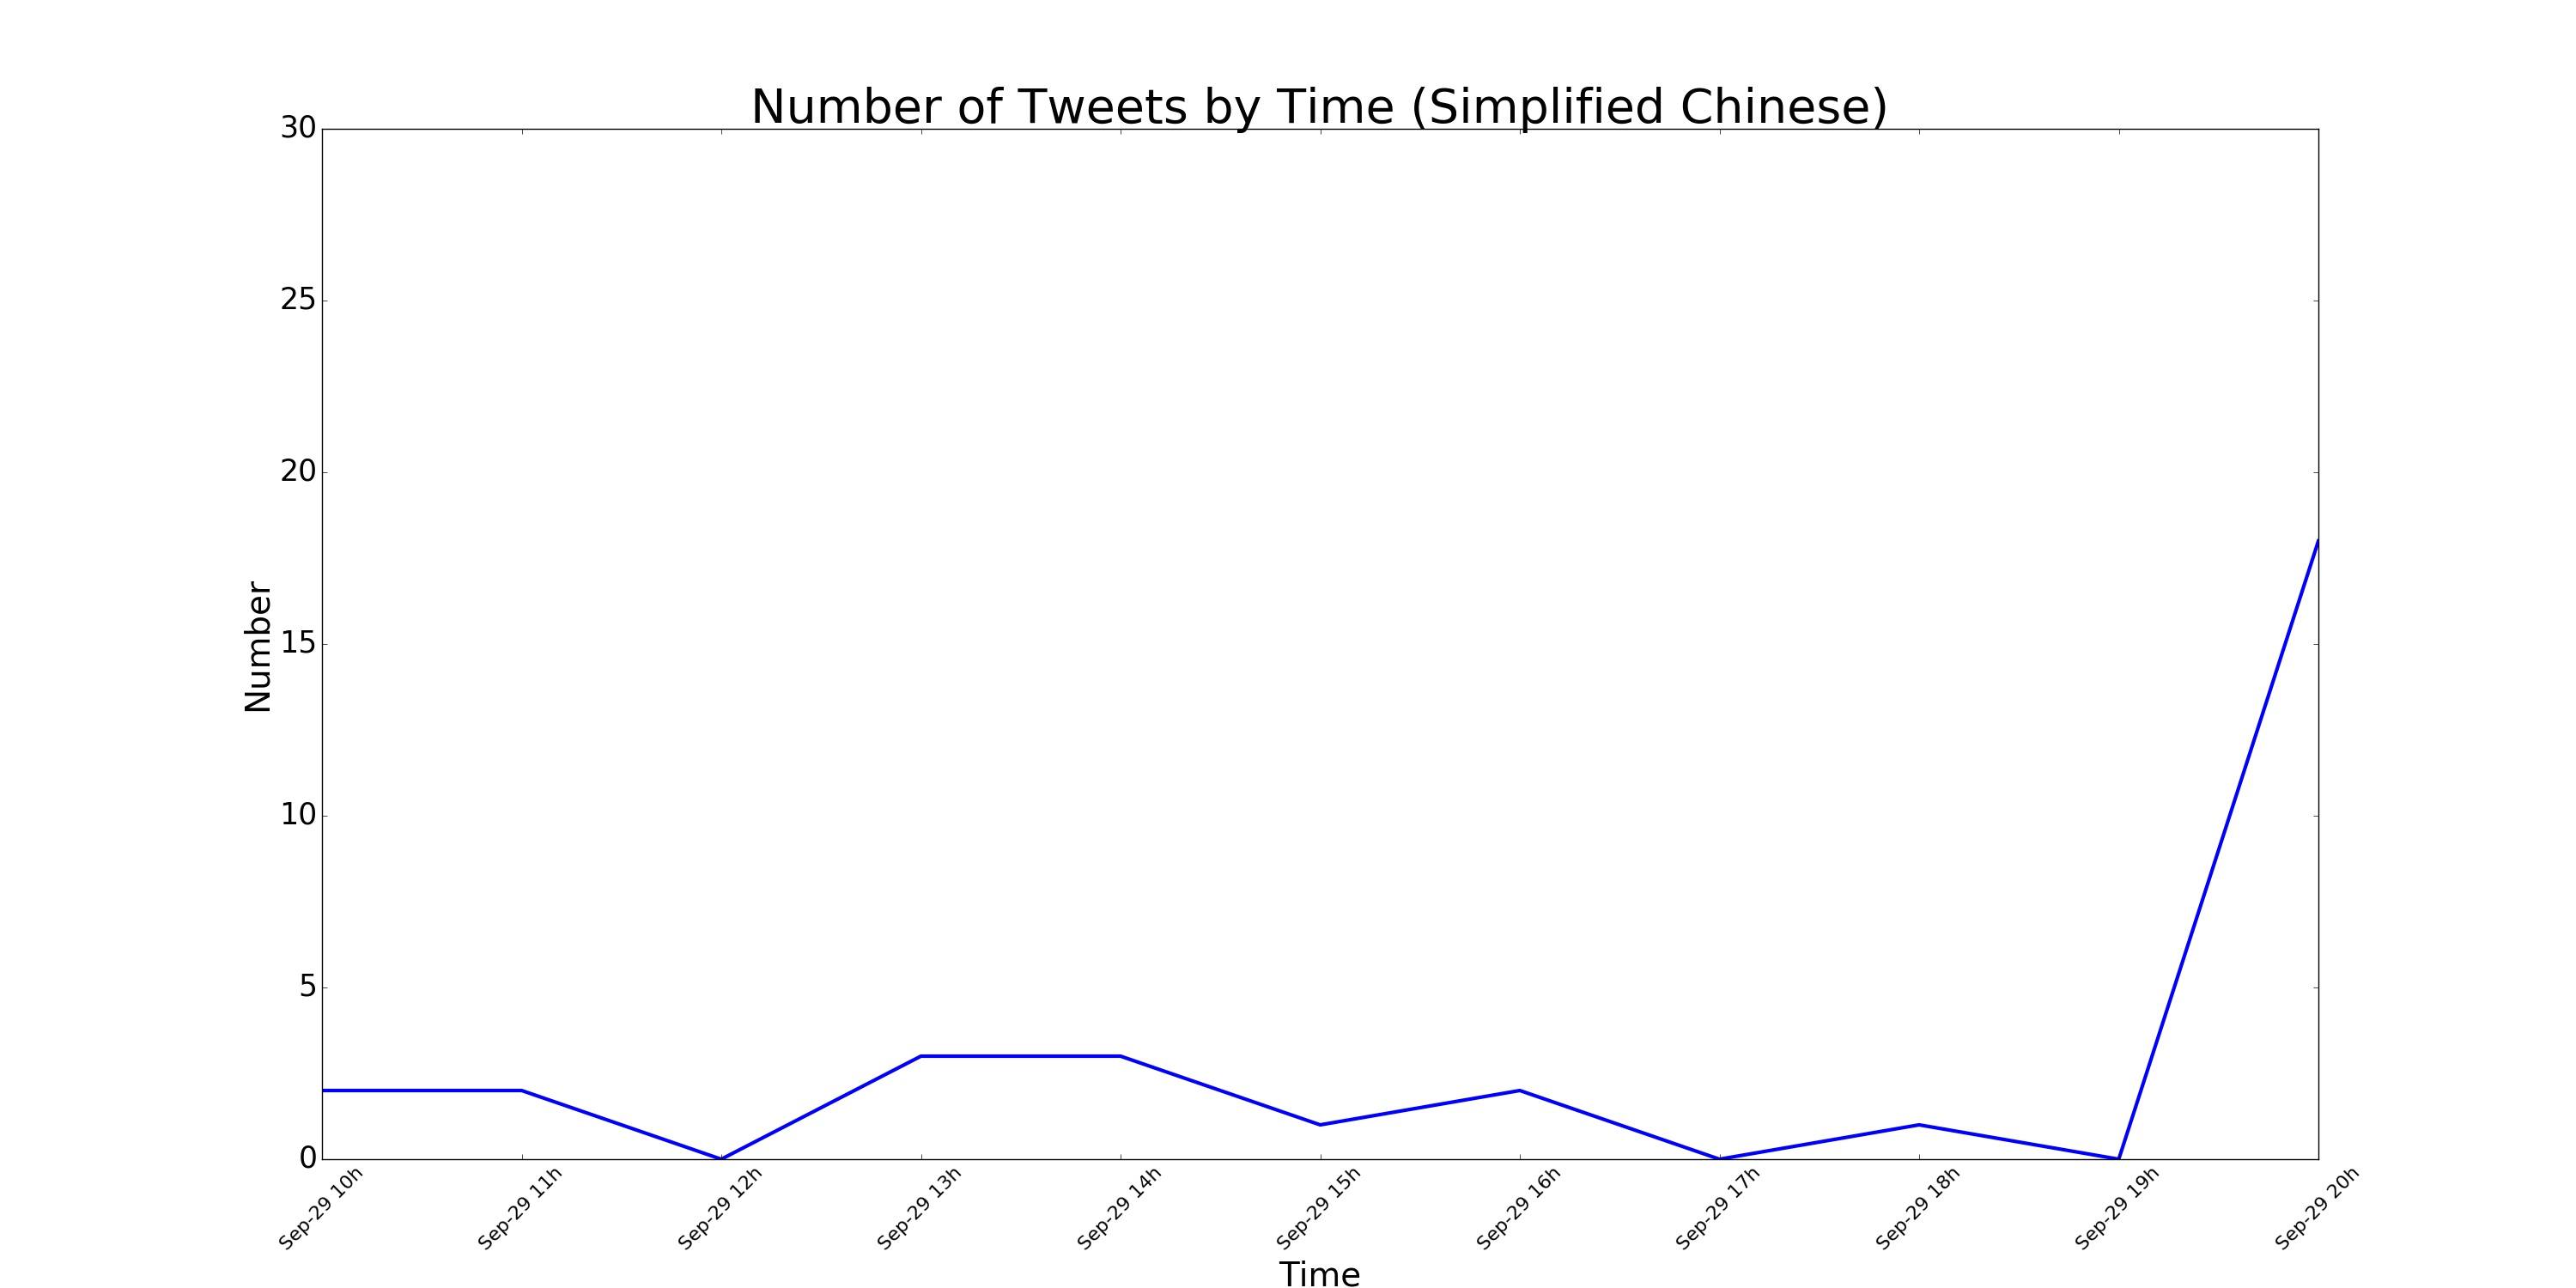 Number of Tweets by Time (Simplified Chinese)
30
25
20
15
10
5
0
Number
Sep-29 10h
Sep-29 11h
Sep-29 12h
Sep-29 13h
Sep-29 14h
Sep-29 15h
Sep-29 16h
Sep-29 17h
Sep-29 18h
Sep-29 19h
Sep-29 20h
Time